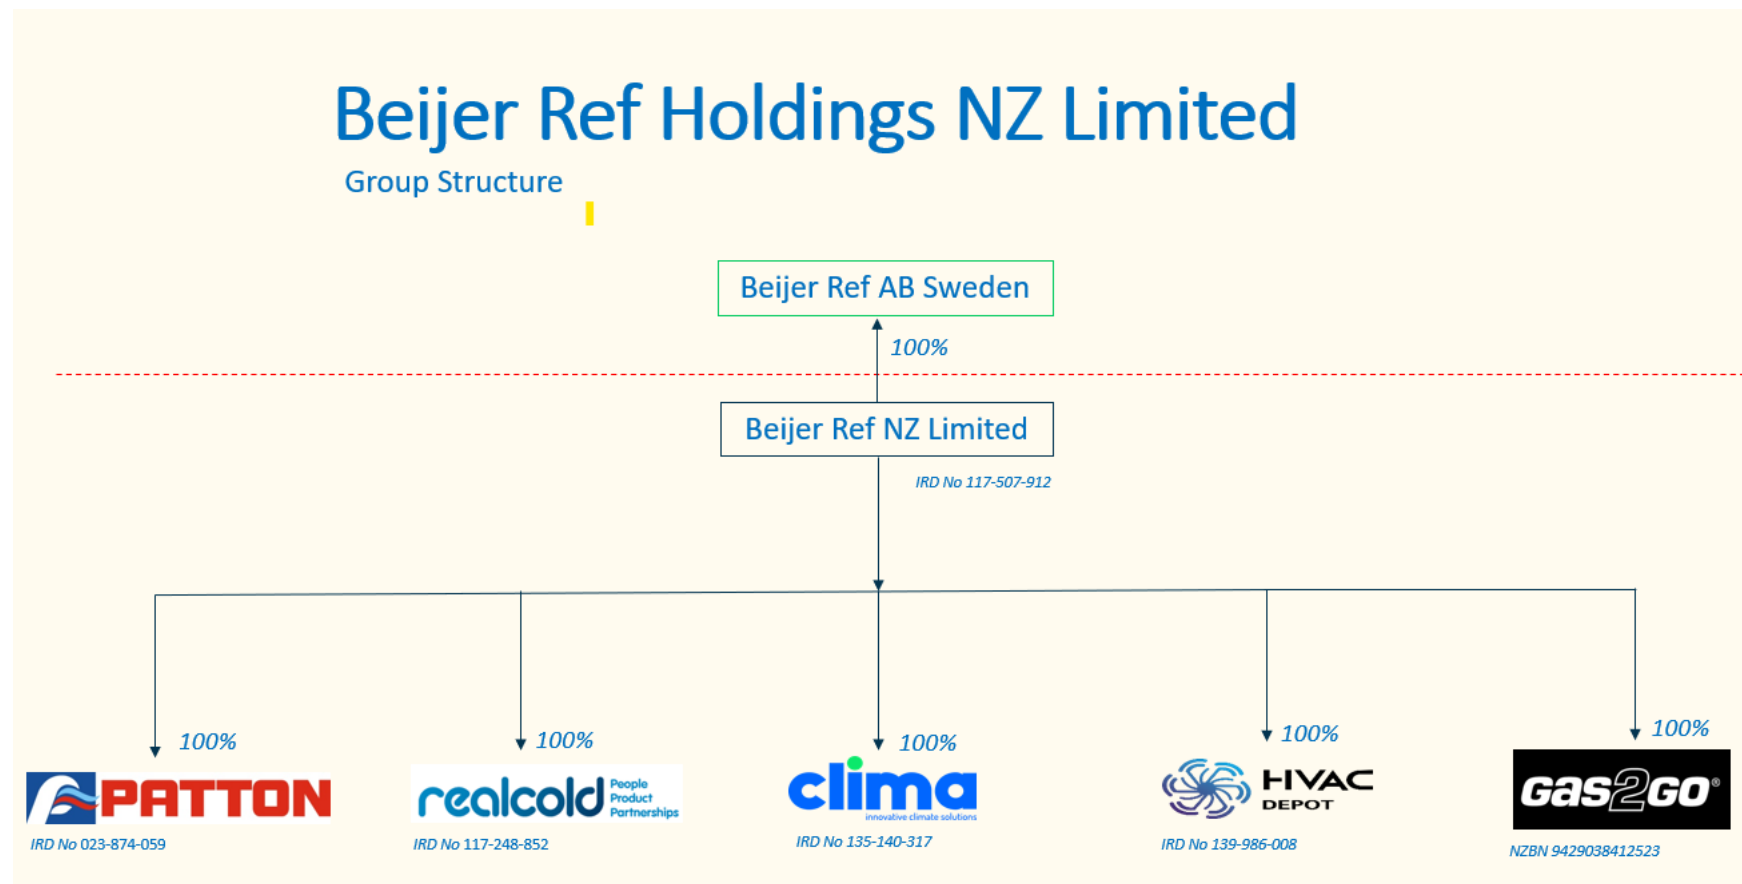 Beijer Ref Holdings NZ Limited
Group Structure
Beijer Ref AB Sweden
100%
Beijer Ref NZ Limited
IRD No 117-507-912
100%
100%
100%
100%
100%
PATTON
realcold
People
Product
Partnerships
clima
innovative climate solutions
HVAC
DEPOT
Gas2Go®
IRD No 023-874-059
IRD No 117-248-852
IRD No 135-140-317
IRD No 139-986-008
NZBN 9429038412523